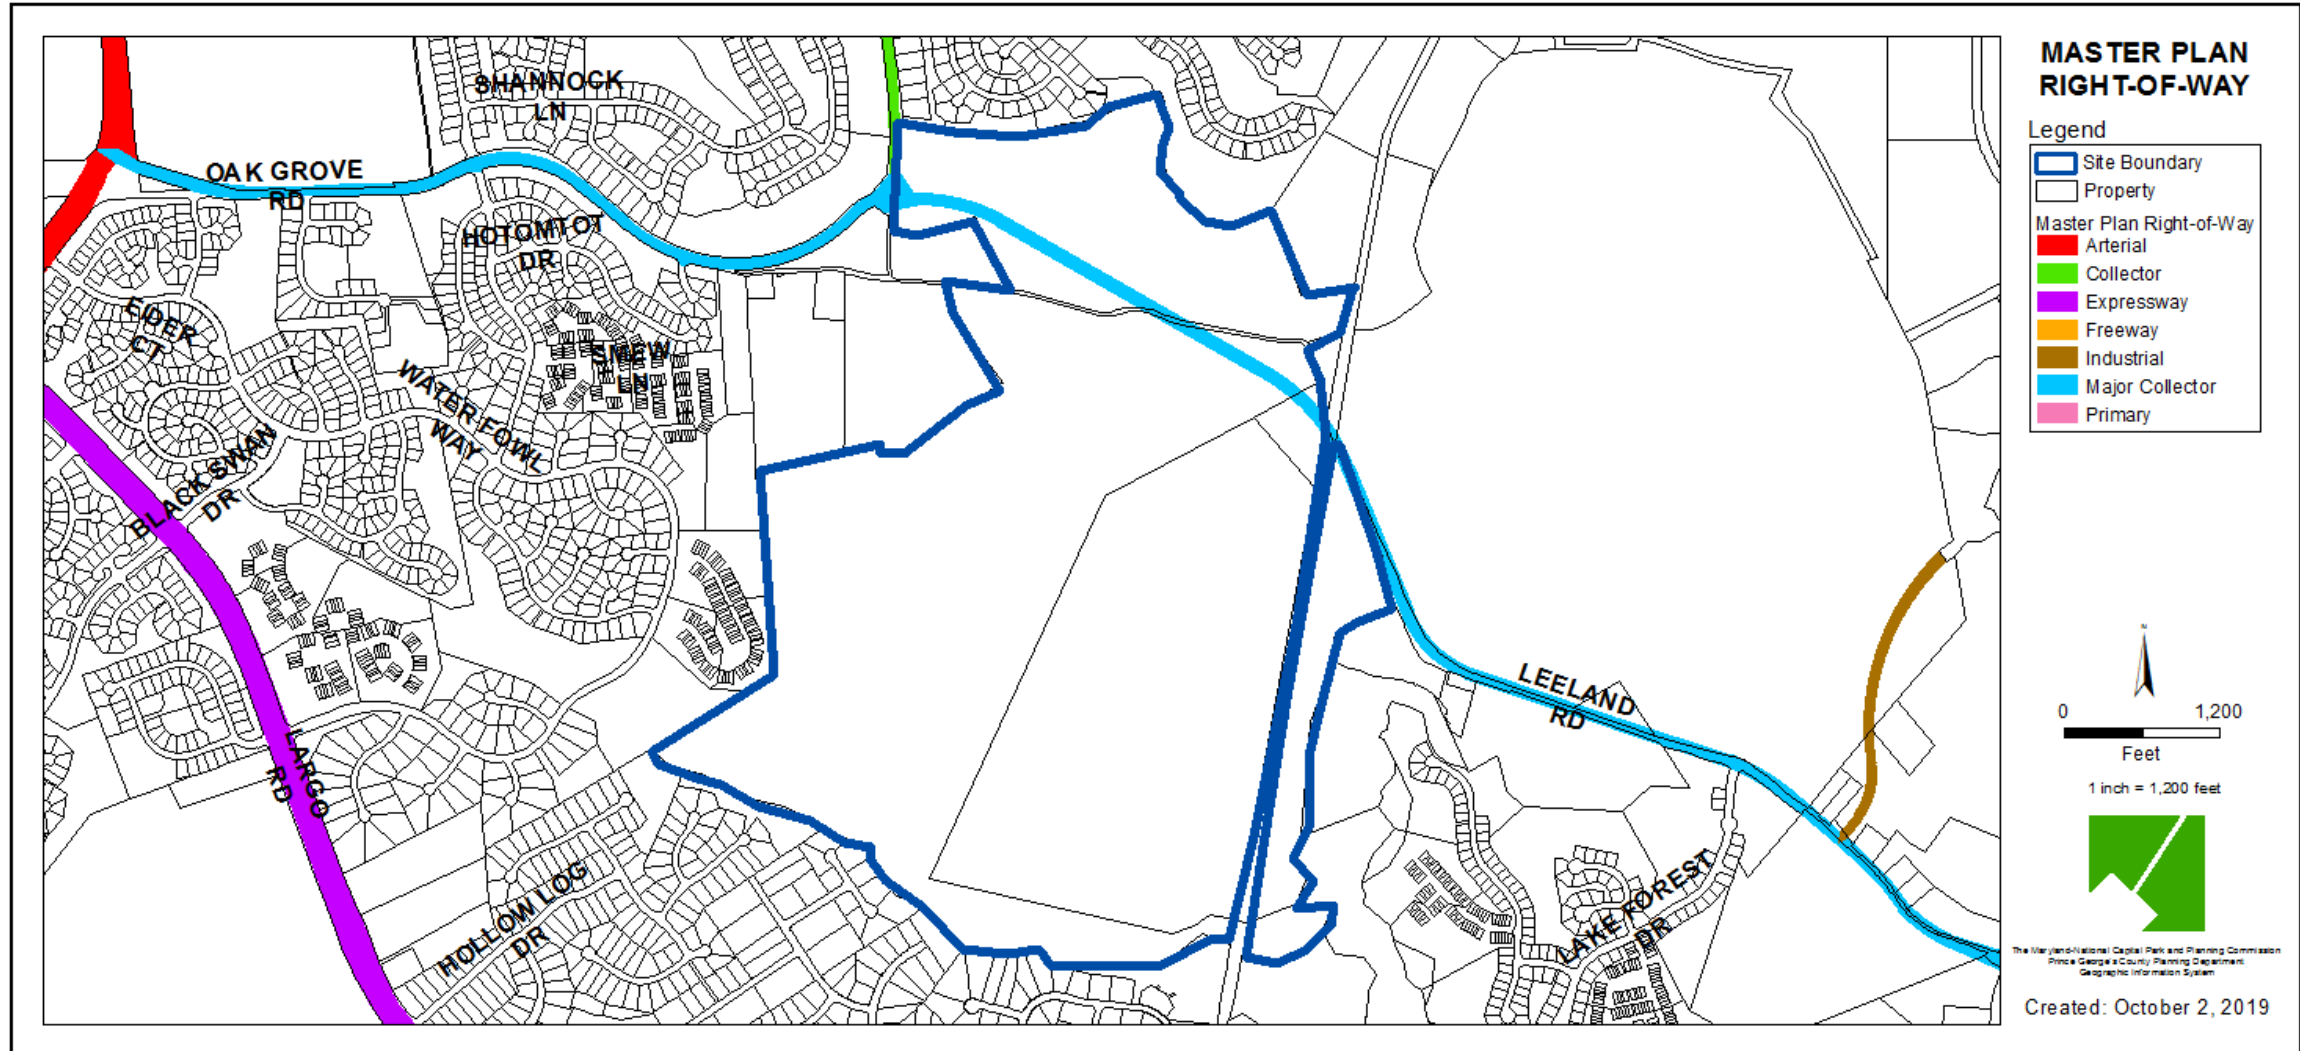 MASTER PLAN
RIGHT-OF-WAY
Legend
Site Boundary
Property
Master Plan Right-of-Way
Arterial
Collector
Expressway
Freeway
Industrial
Major Collector
Primary
SHANNOCK
LN
OAK GROVE
RD
HOTOMTOT
DR
EIDER
CT
SMEW
LN
WATER FOWL
WAY
BLACK SWAN
DR
LARGO
RD
HOLLOW LOG
DR
LEELAND
RD
LAKE FOREST
DR
N
0 1,200
Feet
1 inch = 1,200 feet
The Maryland-National Capital Park and Planning Commission
Prince George's County Planning Department
Geographic Information System
Created: October 2, 2019